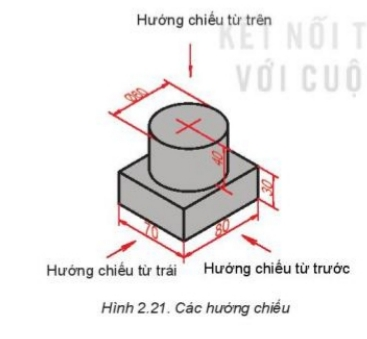 Hướng chiếu từ trên
KẾT NỐI T
VỚI CUỘ
Ø60
40
30
70
80
Hướng chiếu từ trái
Hướng chiếu từ trước
Hình 2.21. Các hướng chiếu